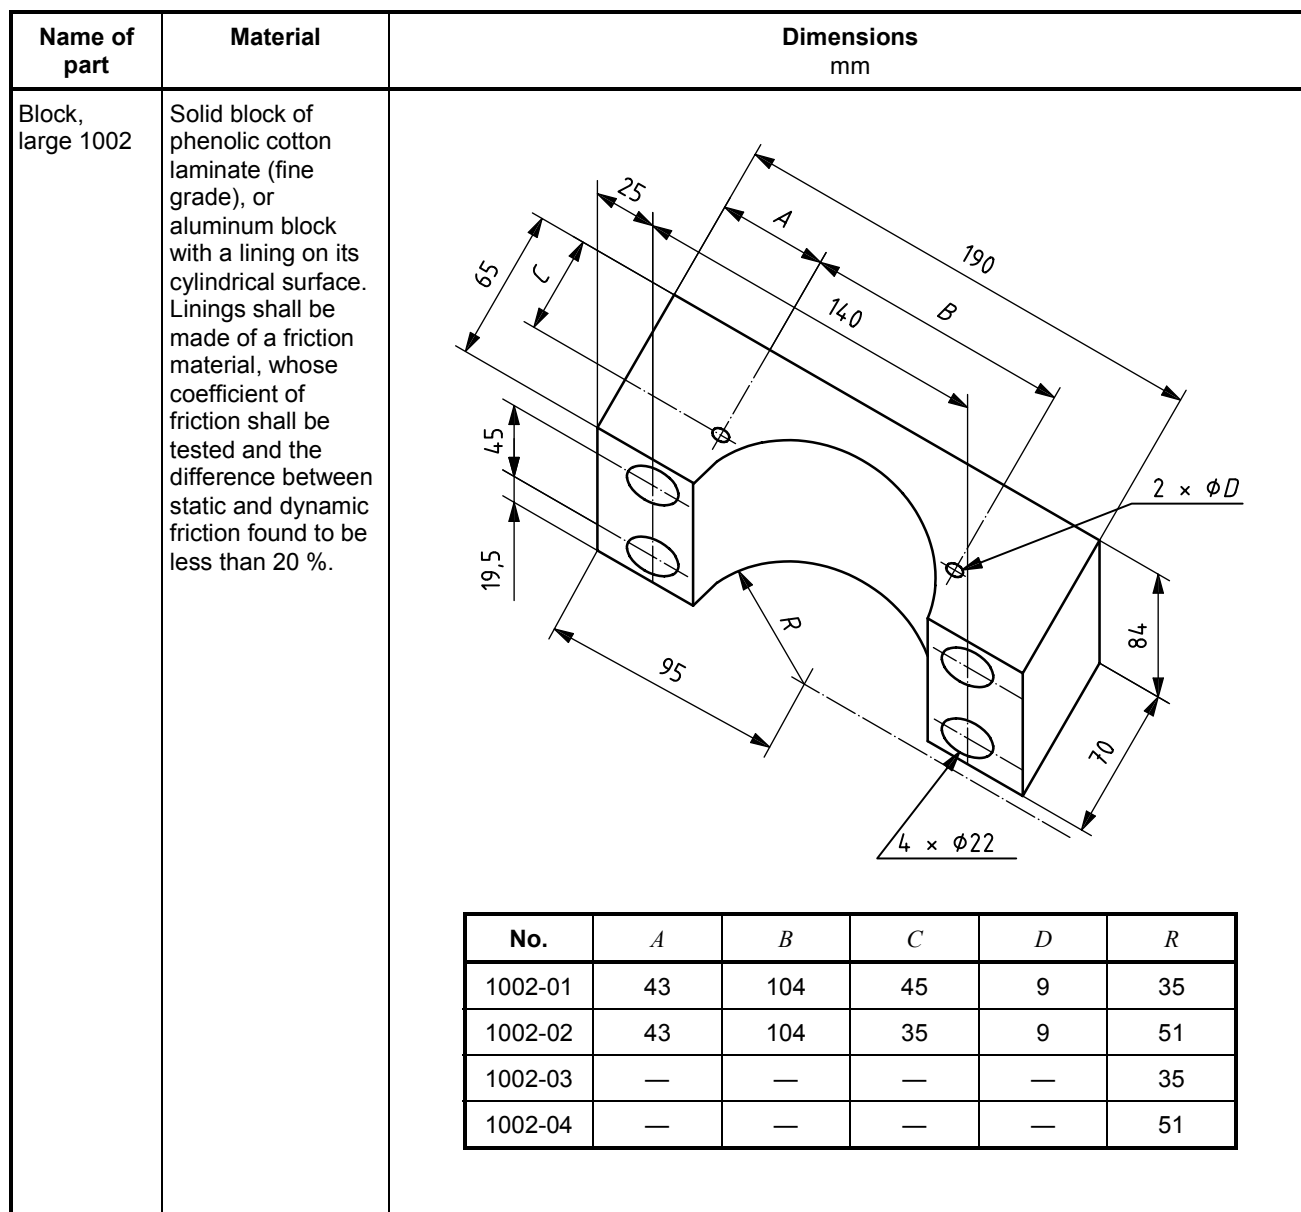 Name of
part
Material
Dimensions
mm
Block,
large 1002
Solid block of
phenolic cotton
laminate (fine
grade), or
aluminum block
with a lining on its
cylindrical surface.
Linings shall be
made of a friction
material, whose
coefficient of
friction shall be
tested and the
difference between
static and dynamic
friction found to be
less than 20 %.
25
A
190
65
C
140
B
45
2 × ϕD
19,5
R
84
95
70
4 × ϕ22
No. A B C D R
1002-01 43 104 45 9 35
1002-02 43 104 35 9 51
1002-03 — — — — 35
1002-04 — — — — 51